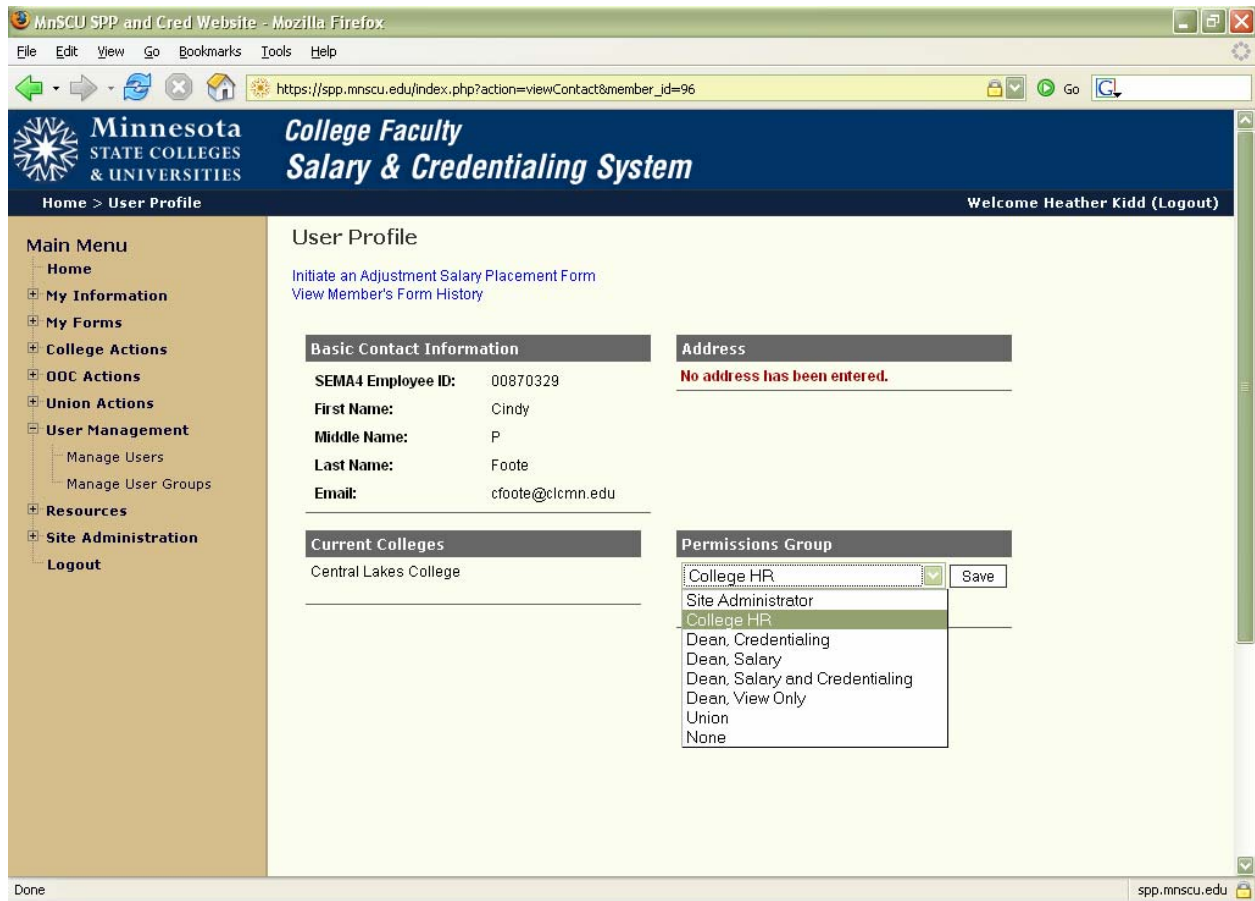 MnSCU SPP and Cred Website - Mozilla Firefox
File Edit View Go Bookmarks Tools Help
https://spp.mnscu.edu/index.php?action=viewContact&member_id=96
Go
G
Minnesota
STATE COLLEGES
& UNIVERSITIES
College Faculty
Salary & Credentialing System
Home > User Profile
Welcome Heather Kidd (Logout)
Main Menu
Home
My Information
My Forms
College Actions
OOC Actions
Union Actions
User Management
Manage Users
Manage User Groups
Resources
Site Administration
Logout
User Profile
Initiate an Adjustment Salary Placement Form
View Member's Form History
Basic Contact Information
SEMA4 Employee ID: 00870329
First Name: Cindy
Middle Name: P
Last Name: Foote
Email: cfoote@clcmn.edu
Address
No address has been entered.
Current Colleges
Central Lakes College
Permissions Group
College HR
Save
Site Administrator
College HR
Dean, Credentialing
Dean, Salary
Dean, Salary and Credentialing
Dean, View Only
Union
None
Done
spp.mnscu.edu